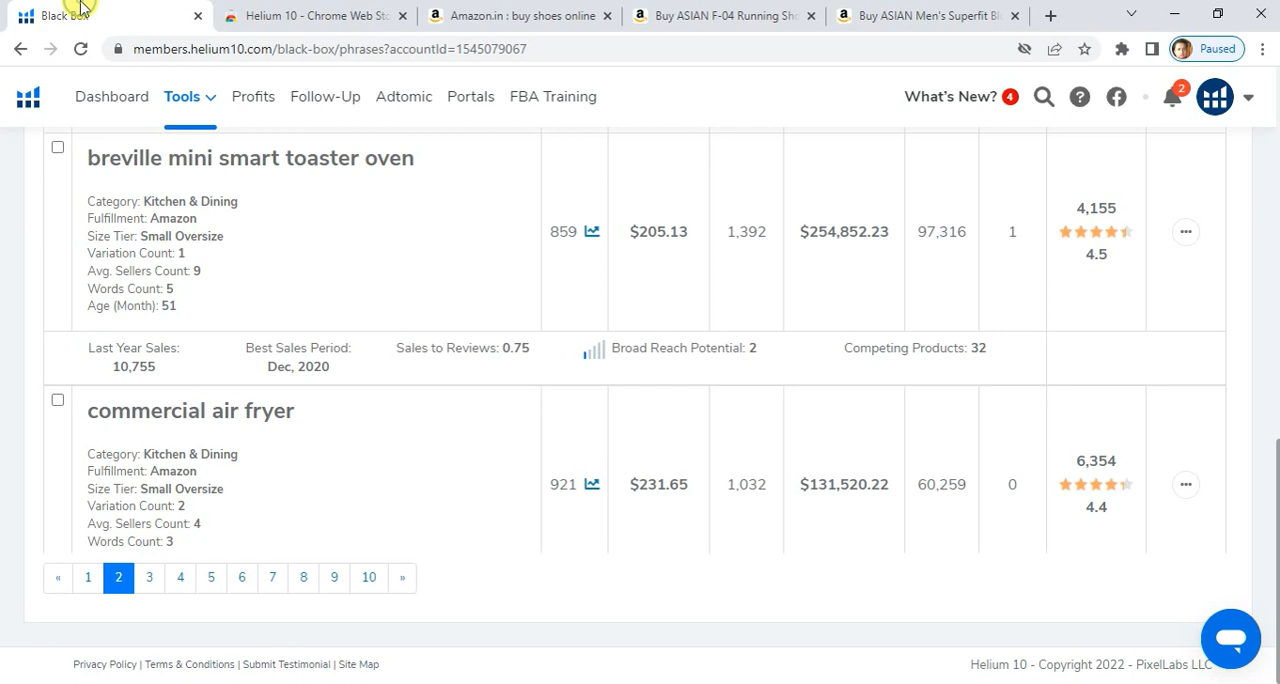 Black Box
Helium 10 - Chrome Web Sto
Amazon.in : buy shoes online
Buy ASIAN F-04 Running Sho
Buy ASIAN Men's Superfit Bl
members.helium10.com/black-box/phrases?accountId=1545079067
Paused
Dashboard
Tools
Profits
Follow-Up
Adtomic
Portals
FBA Training
What's New? 4
2
breville mini smart toaster oven
Category: Kitchen & Dining
Fulfillment: Amazon
Size Tier: Small Oversize
Variation Count: 1
Avg. Sellers Count: 9
Words Count: 5
Age (Month): 51
859
$205.13
1,392
$254,852.23
97,316
1
4,155
4.5
Last Year Sales:
10,755
Best Sales Period:
Dec, 2020
Sales to Reviews: 0.75
Broad Reach Potential: 2
Competing Products: 32
commercial air fryer
Category: Kitchen & Dining
Fulfillment: Amazon
Size Tier: Small Oversize
Variation Count: 2
Avg. Sellers Count: 4
Words Count: 3
921
$231.65
1,032
$131,520.22
60,259
0
6,354
4.4
« 1 2 3 4 5 6 7 8 9 10 »
Privacy Policy | Terms & Conditions | Submit Testimonial | Site Map
Helium 10 - Copyright 2022 - PixelLabs LLC